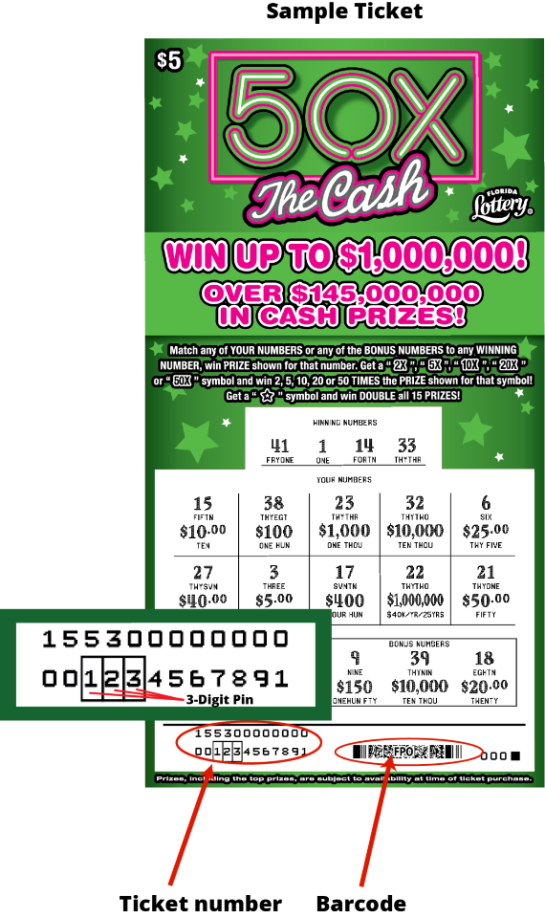 Sample Ticket
$5
50X
The Cash
FLORIDA
Lottery
WIN UP TO $1,000,000!
OVER $145,000,000
IN CASH PRIZES!
Match any of YOUR NUMBERS or any of the BONUS NUMBERS to any WINNING
NUMBER, win PRIZE shown for that number. Get a "2X", "5X", "10X", "20X"
or "50X" symbol and win 2, 5, 10, 20 or 50 TIMES the PRIZE shown for that symbol!
Get a "☆" symbol and win DOUBLE all 15 PRIZES!
WINNING NUMBERS
41 1 14 33
FRYONE ONE FORTN THYTHR
YOUR NUMBERS
15 38 23 32 6
FIFTN THYEGT TWYTHR THYTWO SIX
$10.00 $100 $1,000 $10,000 $25.00
TEN ONE HUN ONE THOU TEN THOU TWY FIVE
27 3 17 22 21
TWYSVN THREE SVNTN TWYTWO TWYONE
$40.00 $5.00 $400 $1,000,000 $50.00
OUR HUN $40K/YR/25YRS FIFTY
BONUS NUMBERS
9 39 18
NINE THYNIN EGHTN
$150 $10,000 $20.00
ONEHUN FTY TEN THOU TWENTY
155300000000
001234567891
3-Digit Pin
155300000000
001234567891
000
Prizes, including the top prizes, are subject to availability at time of ticket purchase.
Ticket number Barcode